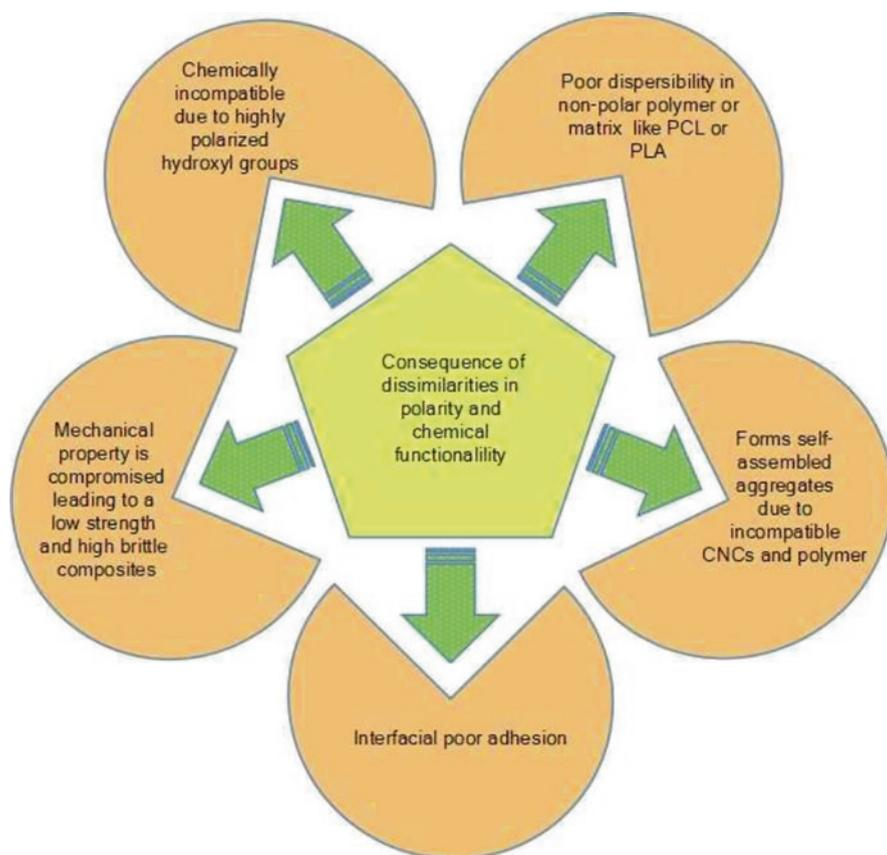 Chemically
incompatible
due to highly
polarized
hydroxyl groups
Poor dispersibility in
non-polar polymer or
matrix like PCL or
PLA
Consequence of
dissimilarities in
polarity and
chemical
functionalility
Mechanical
property is
compromised
leading to a
low strength
and high brittle
composites
Forms self-
assembled
aggregates
due to
incompatible
CNCs and polymer
Interfacial poor adhesion